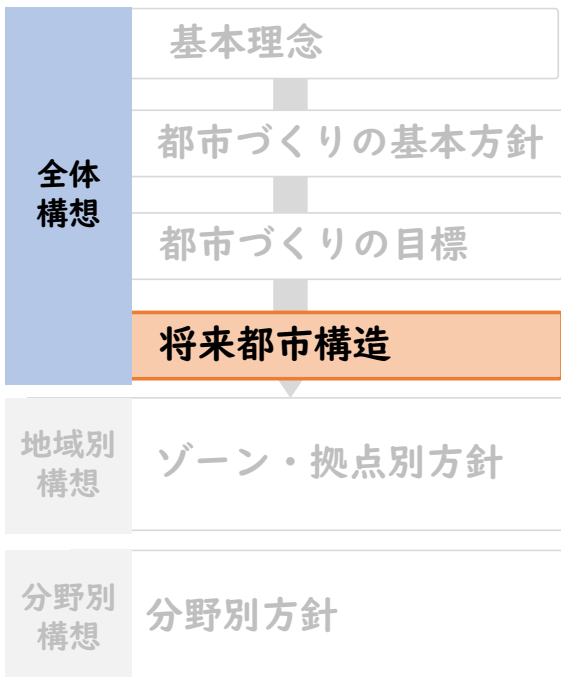 全体
構想
基本理念
都市づくりの基本方針
都市づくりの目標
将来都市構造
地域別
構想
ゾーン・拠点別方針
分野別
構想
分野別方針